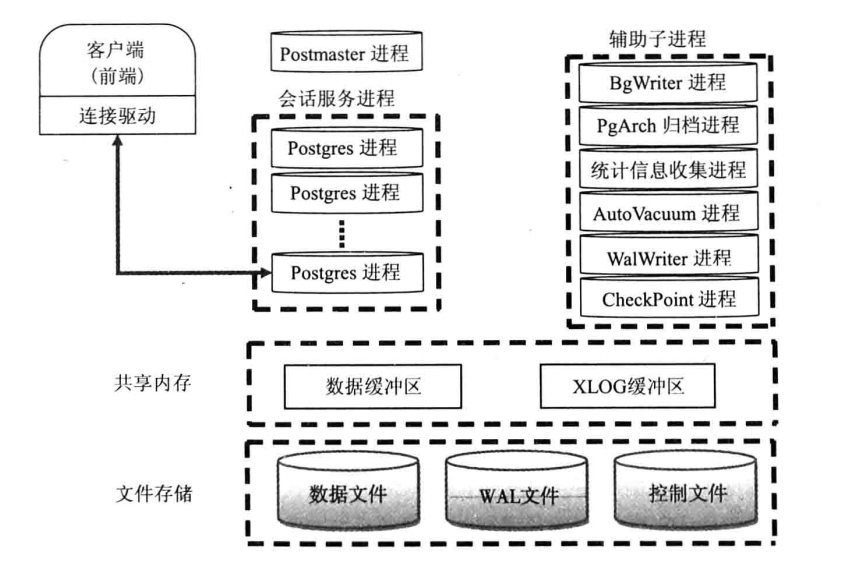 客户端
(前端)
连接驱动
Postmaster 进程
会话服务进程
Postgres 进程
Postgres 进程
Postgres 进程
辅助子进程
BgWriter 进程
PgArch 归档进程
统计信息收集进程
AutoVacuum 进程
WalWriter 进程
CheckPoint 进程
共享内存
数据缓冲区
XLOG缓冲区
文件存储
数据文件
WAL文件
控制文件